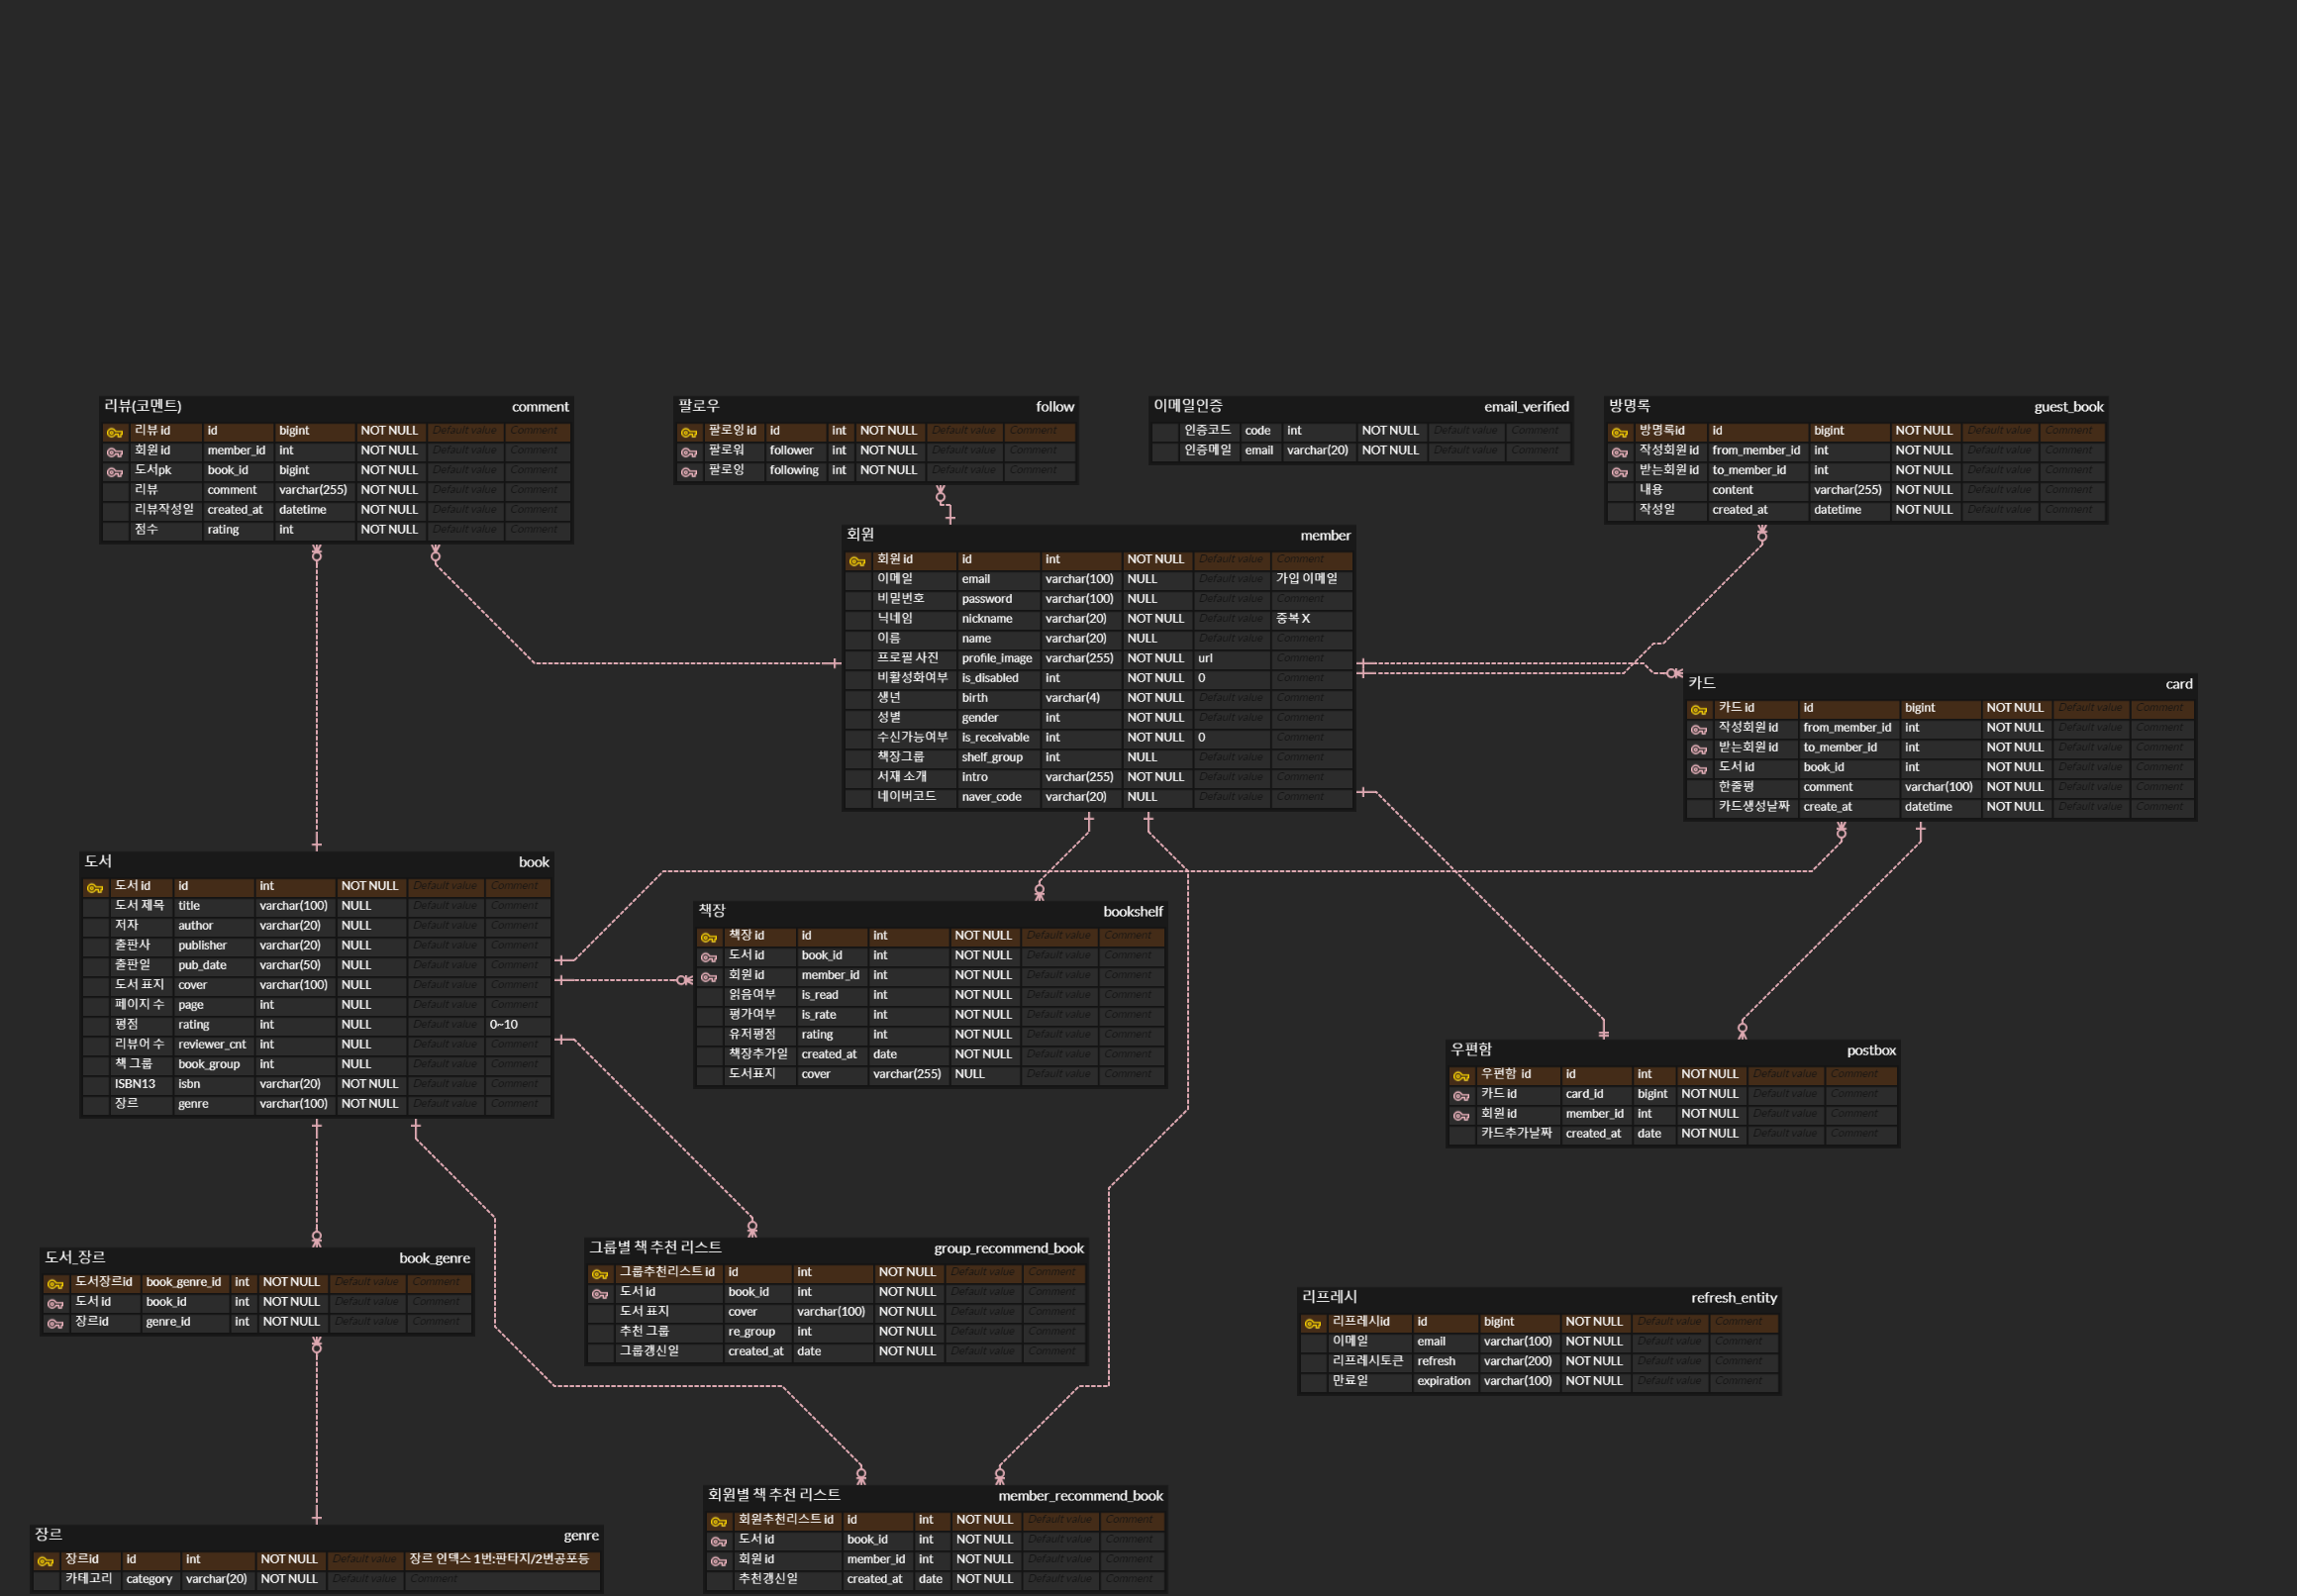 리뷰(코멘트) comment
리뷰 id id bigint NOT NULL Default value Comment
회원 id member_id int NOT NULL Default value Comment
도서pk book_id bigint NOT NULL Default value Comment
리뷰 comment varchar(255) NOT NULL Default value Comment
리뷰작성일 created_at datetime NOT NULL Default value Comment
점수 rating int NOT NULL Default value Comment
팔로우 follow
팔로잉 id id int NOT NULL Default value Comment
팔로워 follower int NOT NULL Default value Comment
팔로잉 following int NOT NULL Default value Comment
이메일인증 email_verified
인증코드 code int NOT NULL Default value Comment
인증메일 email varchar(20) NOT NULL Default value Comment
방명록 guest_book
방명록id id bigint NOT NULL Default value Comment
작성회원 id from_member_id int NOT NULL Default value Comment
받는회원 id to_member_id int NOT NULL Default value Comment
내용 content varchar(255) NOT NULL Default value Comment
작성일 created_at datetime NOT NULL Default value Comment
회원 member
회원 id id int NOT NULL Default value Comment
이메일 email varchar(100) NULL Default value 가입 이메일
비밀번호 password varchar(100) NULL Default value Comment
닉네임 nickname varchar(20) NOT NULL Default value 중복 X
이름 name varchar(20) NULL Default value Comment
프로필 사진 profile_image varchar(255) NOT NULL url Comment
비활성화여부 is_disabled int NOT NULL 0 Comment
생년 birth varchar(4) NOT NULL Default value Comment
성별 gender int NOT NULL Default value Comment
수신가능여부 is_receivable int NOT NULL 0 Comment
책장그룹 shelf_group int NULL Default value Comment
서재 소개 intro varchar(255) NOT NULL Default value Comment
네이버코드 naver_code varchar(20) NULL Default value Comment
카드 card
카드 id id bigint NOT NULL Default value Comment
작성회원 id from_member_id int NOT NULL Default value Comment
받는회원 id to_member_id int NOT NULL Default value Comment
도서 id book_id int NOT NULL Default value Comment
한줄평 comment varchar(100) NOT NULL Default value Comment
카드생성날짜 create_at datetime NOT NULL Default value Comment
도서 book
도서 id id int NOT NULL Default value Comment
도서 제목 title varchar(100) NULL Default value Comment
저자 author varchar(20) NULL Default value Comment
출판사 publisher varchar(20) NULL Default value Comment
출판일 pub_date varchar(50) NULL Default value Comment
도서 표지 cover varchar(100) NULL Default value Comment
페이지 수 page int NULL Default value Comment
평점 rating int NULL Default value 0~10
리뷰어 수 reviewer_cnt int NULL Default value Comment
책 그룹 book_group int NULL Default value Comment
ISBN13 isbn varchar(20) NOT NULL Default value Comment
장르 genre varchar(100) NOT NULL Default value Comment
책장 bookshelf
책장 id id int NOT NULL Default value Comment
도서 id book_id int NOT NULL Default value Comment
회원 id member_id int NOT NULL Default value Comment
읽음여부 is_read int NOT NULL Default value Comment
평가여부 is_rate int NOT NULL Default value Comment
유저평점 rating int NOT NULL Default value Comment
책장추가일 created_at date NOT NULL Default value Comment
도서표지 cover varchar(255) NULL Default value Comment
우편함 postbox
우편함 id id int NOT NULL Default value Comment
카드 id card_id bigint NOT NULL Default value Comment
회원 id member_id int NOT NULL Default value Comment
카드추가날짜 created_at date NOT NULL Default value Comment
도서_장르 book_genre
도서장르id book_genre_id int NOT NULL Default value Comment
도서 id book_id int NOT NULL Default value Comment
장르id genre_id int NOT NULL Default value Comment
그룹별 책 추천 리스트 group_recommend_book
그룹추천리스트 id id int NOT NULL Default value Comment
도서 id book_id int NOT NULL Default value Comment
도서 표지 cover varchar(100) NOT NULL Default value Comment
추천 그룹 re_group int NOT NULL Default value Comment
그룹갱신일 created_at date NOT NULL Default value Comment
리프레시 refresh_entity
리프레시id id bigint NOT NULL Default value Comment
이메일 email varchar(100) NOT NULL Default value Comment
리프레시토큰 refresh varchar(200) NOT NULL Default value Comment
만료일 expiration varchar(100) NOT NULL Default value Comment
회원별 책 추천 리스트 member_recommend_book
회원추천리스트 id id int NOT NULL Default value Comment
도서 id book_id int NOT NULL Default value Comment
회원 id member_id int NOT NULL Default value Comment
추천갱신일 created_at date NOT NULL Default value Comment
장르 genre
장르id id int NOT NULL Default value 장르 인덱스 1번:판타지/2번공포등
카테고리 category varchar(20) NOT NULL Default value Comment